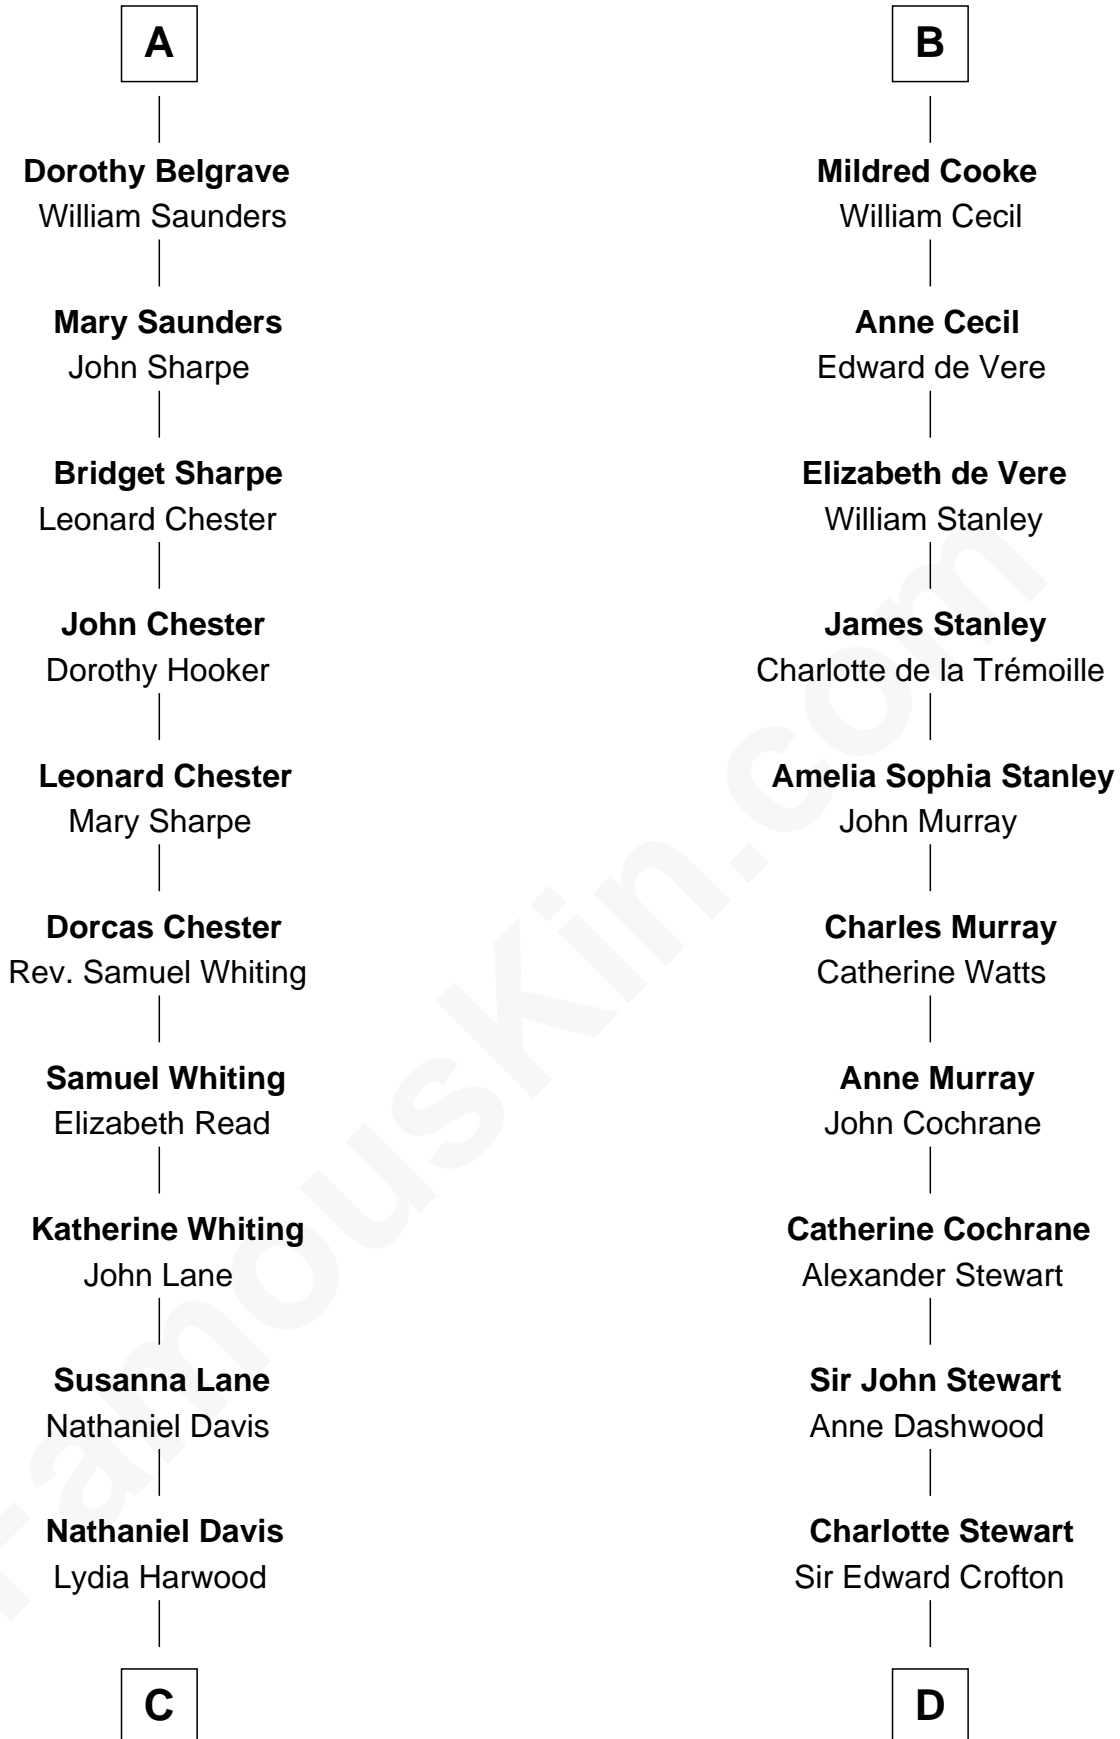 A
Dorothy Belgrave
William Saunders
Mary Saunders
John Sharpe
Bridget Sharpe
Leonard Chester
John Chester
Dorothy Hooker
Leonard Chester
Mary Sharpe
Dorcas Chester
Rev. Samuel Whiting
Samuel Whiting
Elizabeth Read
Katherine Whiting
John Lane
Susanna Lane
Nathaniel Davis
Nathaniel Davis
Lydia Harwood
C
B
Mildred Cooke
William Cecil
Anne Cecil
Edward de Vere
Elizabeth de Vere
William Stanley
James Stanley
Charlotte de la Trémoille
Amelia Sophia Stanley
John Murray
Charles Murray
Catherine Watts
Anne Murray
John Cochrane
Catherine Cochrane
Alexander Stewart
Sir John Stewart
Anne Dashwood
Charlotte Stewart
Sir Edward Crofton
D
FamousKin.com